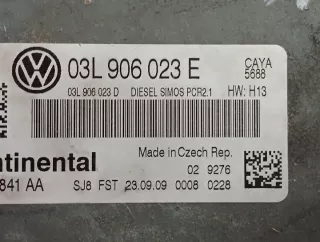 03L 906 023 E
CAYA
5688
03L 906 023 D DIESEL SIMOS PCR2.1 HW: H13
ntinental
Made in Czech Rep.
02 9276
841 AA
SJ8 FST 23.09.09 0008 0228